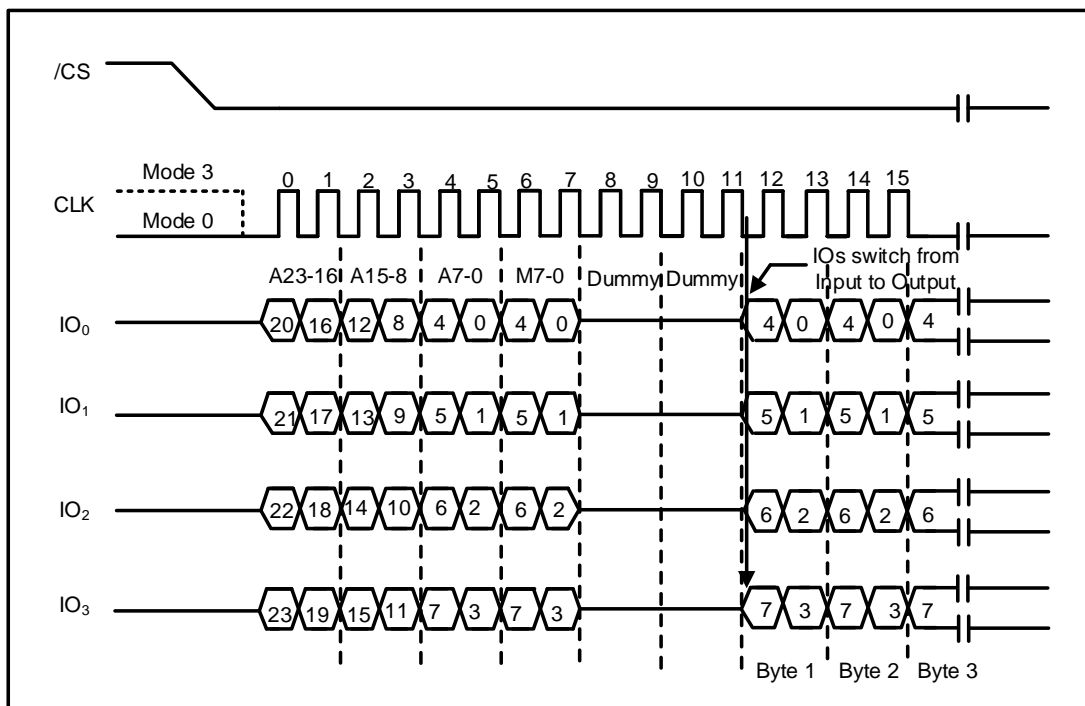 /CS
Mode 3
CLK
Mode 0
0 1 2 3 4 5 6 7 8 9 10 11 12 13 14 15
A23-16 A15-8 A7-0 M7-0 Dummy Dummy
IOs switch from
Input to Output
IO0 20 16 12 8 4 0 4 0 4 0 4 0 4
IO1 21 17 13 9 5 1 5 1 5 1 5 1 5
IO2 22 18 14 10 6 2 6 2 6 2 6 2 6
IO3 23 19 15 11 7 3 7 3 7 3 7 3 7
Byte 1 Byte 2 Byte 3